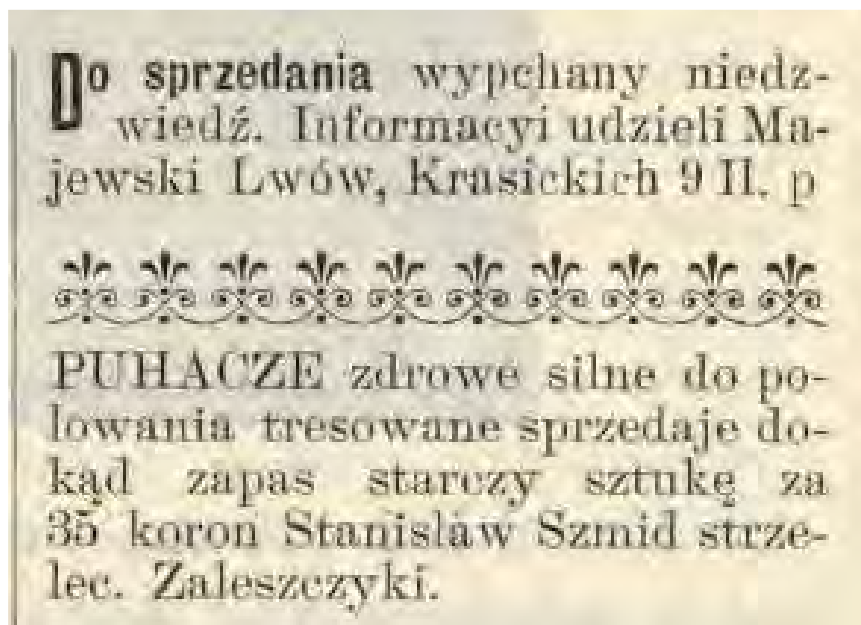 Do sprzedania wypchany niedz-
wiedź. Informacyi udzieli Ma-
jewski Lwów, Krasickich 9 II. p
PUHACZE zdrowe silne do po-
lowania tresowane sprzedaje do-
kąd zapas starczy sztukę za
35 koron Stanisław Szmid strze-
lec. Zaleszczyki.